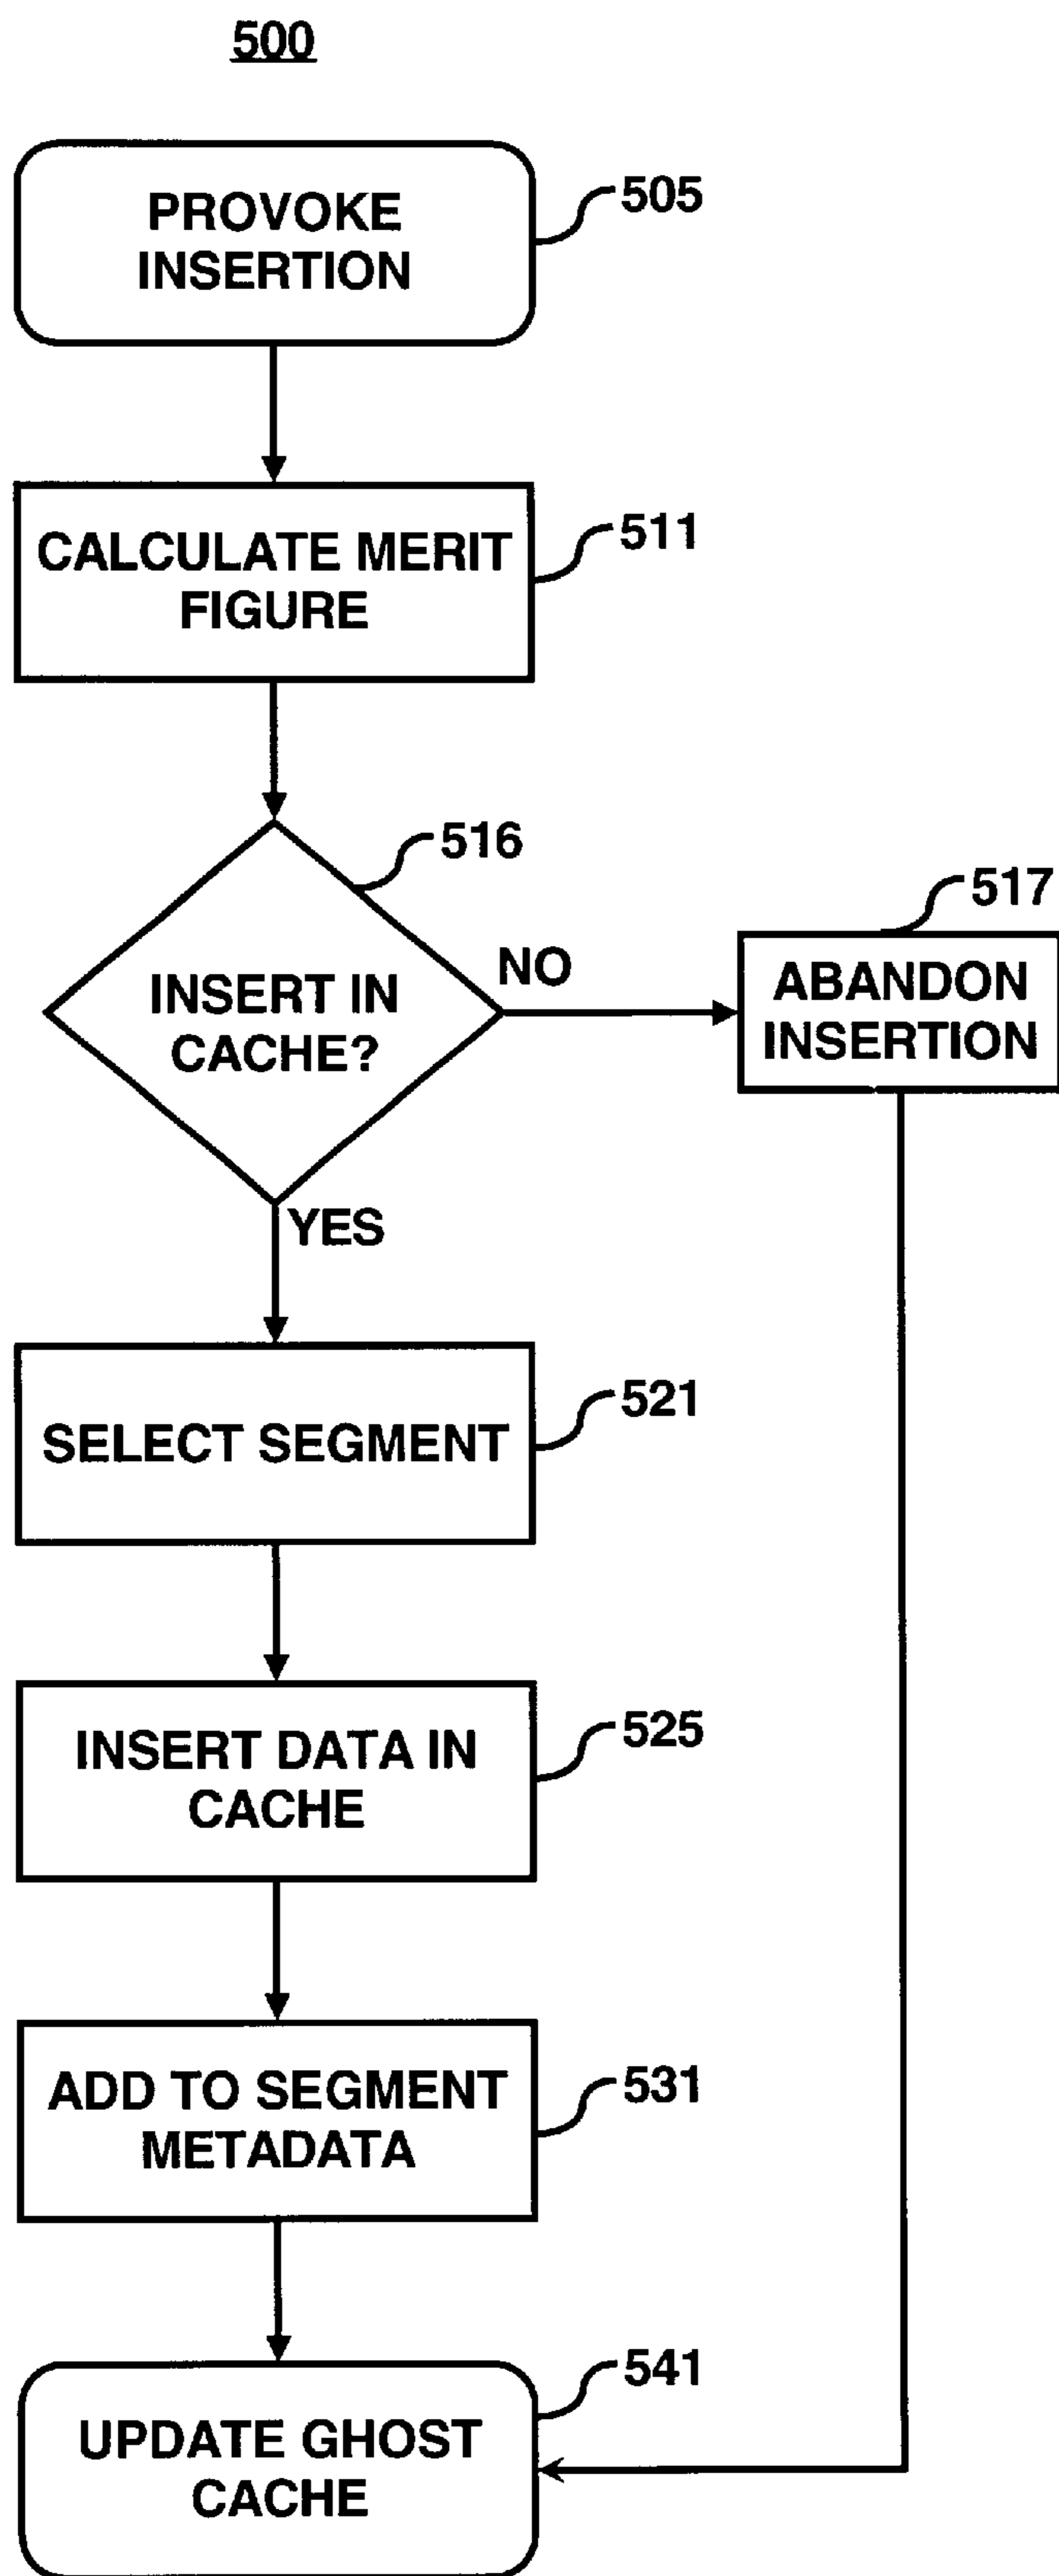 500
PROVOKE
INSERTION
505
CALCULATE MERIT
FIGURE
511
516
INSERT IN
CACHE?
NO
517
ABANDON
INSERTION
YES
SELECT SEGMENT
521
INSERT DATA IN
CACHE
525
ADD TO SEGMENT
METADATA
531
UPDATE GHOST
CACHE
541